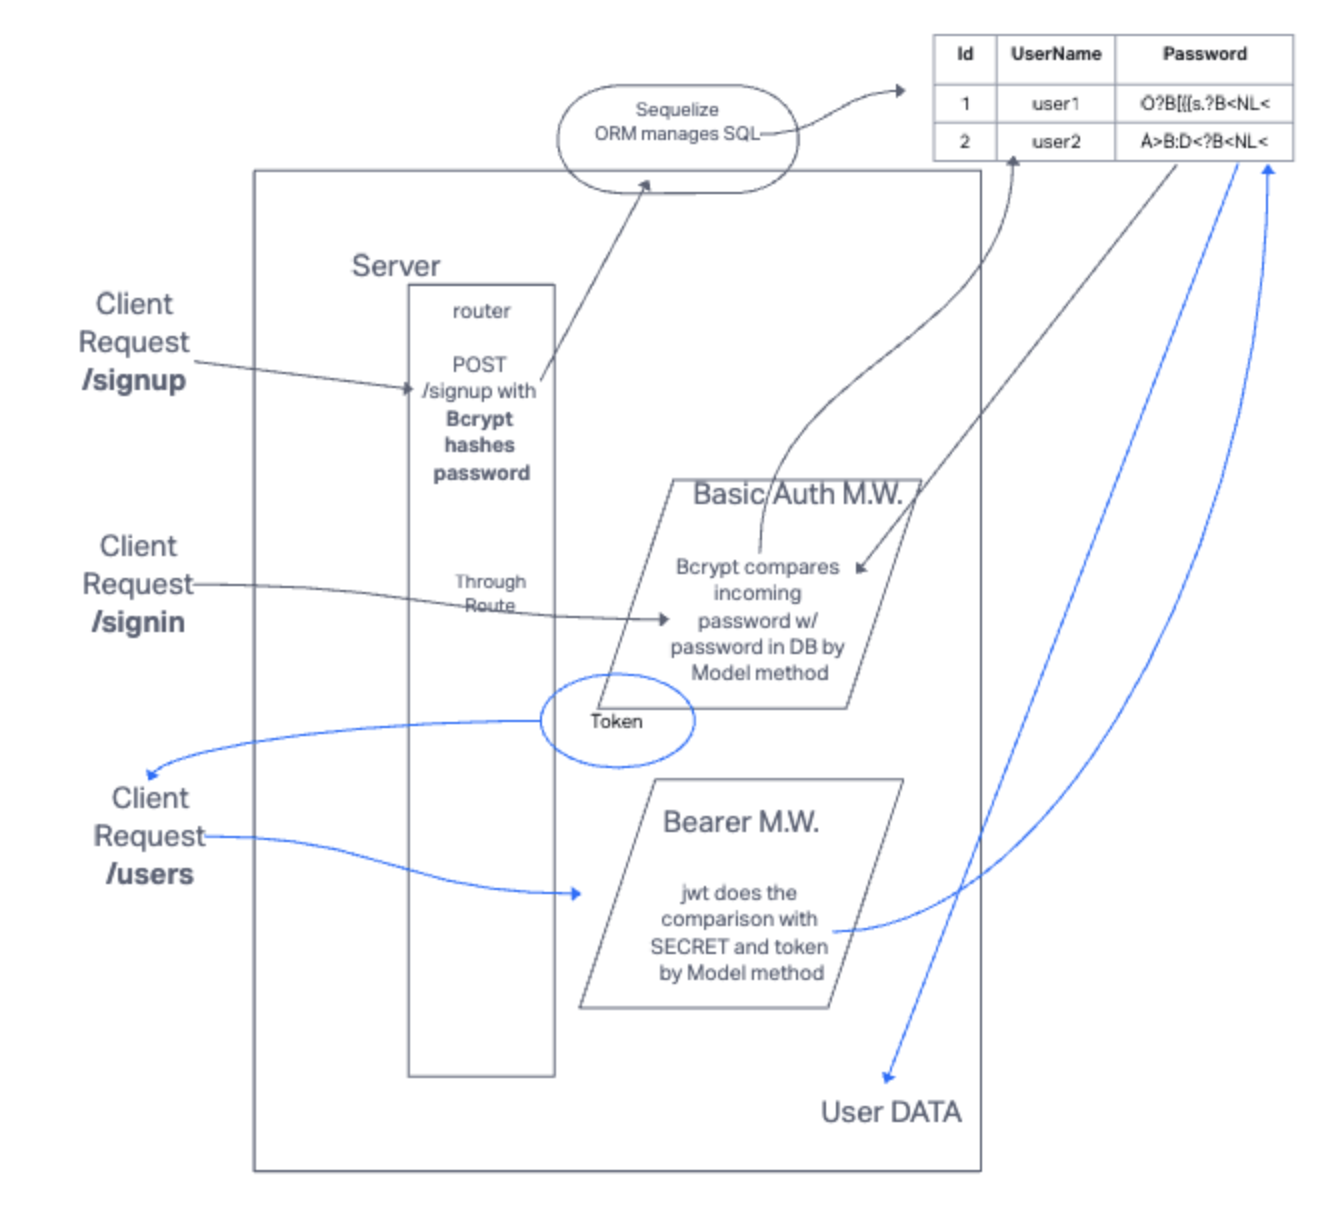 Id UserName Password
1 user1 O?B[{{s.?B<NL<
2 user2 A>B:D<?B<NL<
Sequelize
ORM manages SQL
Server
router
Client
Request
/signup
POST
/signup with
Bcrypt
hashes
password
Basic Auth M.W.
Client
Request
/signin
Through
Route
Bcrypt compares
incoming
password w/
password in DB by
Model method
Token
Client
Request
/users
Bearer M.W.
jwt does the
comparison with
SECRET and token
by Model method
User DATA